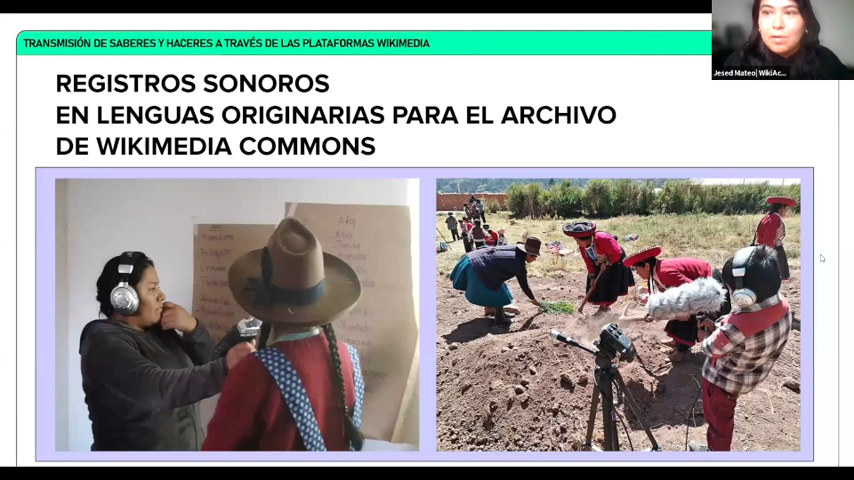 TRANSMISIÓN DE SABERES Y HACERES A TRAVÉS DE LAS PLATAFORMAS WIKIMEDIA
Jesed Mateo| WikiAc...
REGISTROS SONOROS
EN LENGUAS ORIGINARIAS PARA EL ARCHIVO
DE WIKIMEDIA COMMONS